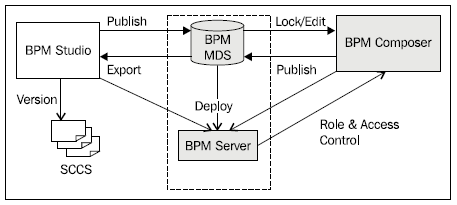 Publish
Lock/Edit
BPM Studio
BPM
MDS
BPM Composer
Export
Publish
Version
Deploy
Role & Access
Control
BPM Server
SCCS